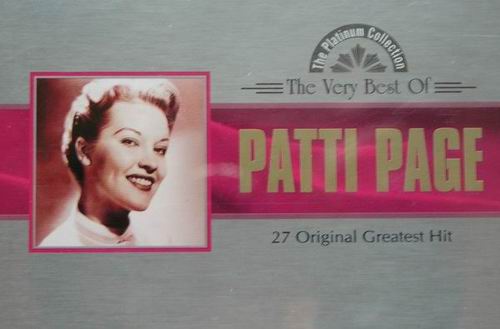 The Platinum Collection
The Very Best Of
PATTI PAGE
27 Original Greatest Hit